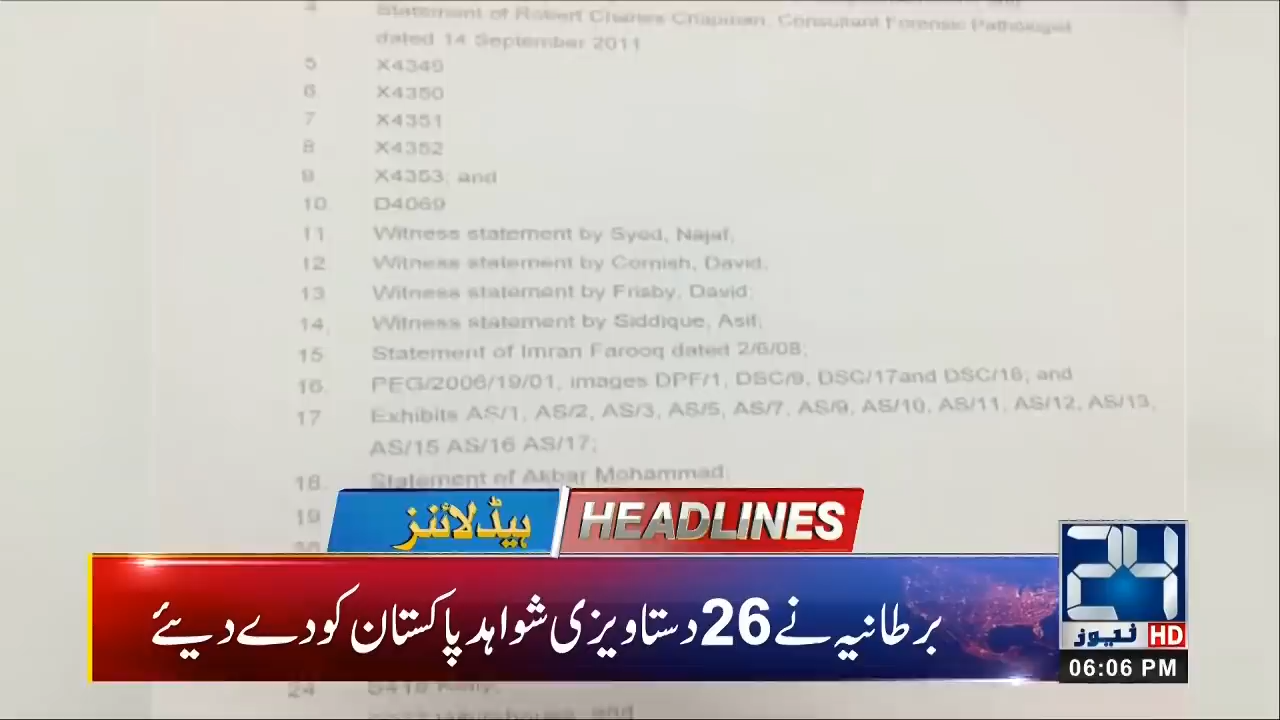 4 Statement of Robert Charles Chapman, Consultant Forensic Pathologist
dated 14 September 2011
5 X4349
6 X4350
7 X4351
8 X4352
9 X4353; and
10 D4069
11 Witness statement by Syed, Najaf;
12 Witness statement by Cornish, David;
13 Witness statement by Frisby, David;
14. Witness statement by Siddique, Asif;
15 Statement of Imran Farooq dated 2/6/08;
16. PEG/2006/19/01, images DPF/1, DSC/9, DSC/17and DSC/16; and
17 Exhibits AS/1, AS/2, AS/3, AS/5, AS/7, AS/9, AS/10, AS/11, AS/12, AS/13,
AS/15 AS/16 AS/17;
18. Statement of Akbar Mohammad;
19
ہیڈلائنز HEADLINES
برطانیہ نے 26 دستاویزی شواہد پاکستان کو دے دیئے
24
نیوز HD
06:06 PM
24
and